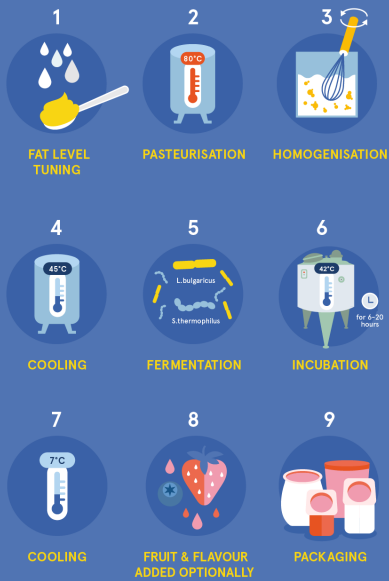 1
2
3
80°C
FAT LEVEL
TUNING
PASTEURISATION
HOMOGENISATION
4
5
6
45°C
L.bulgaricus
S.thermophilus
42°C
for 6-20
hours
COOLING
FERMENTATION
INCUBATION
7
8
9
7°C
COOLING
FRUIT & FLAVOUR
ADDED OPTIONALLY
PACKAGING